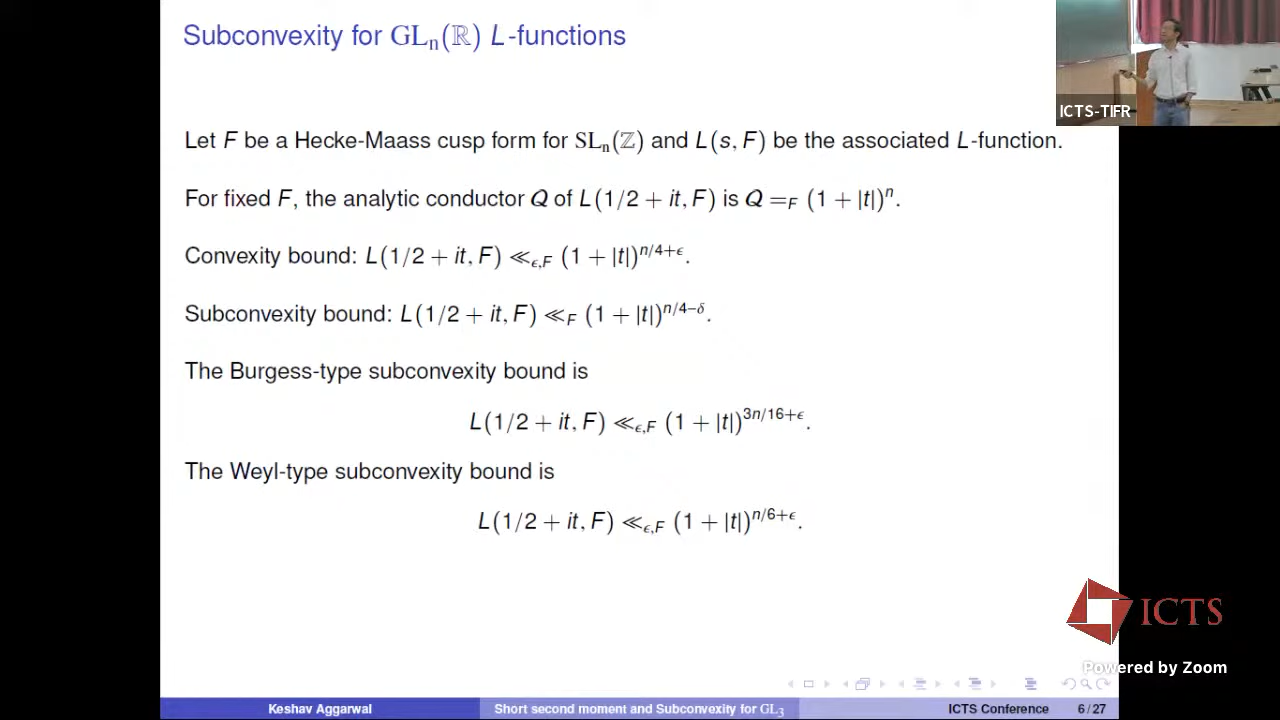 Subconvexity for GLₙ(ℝ) L-functions
ICTS-TIFR
Let F be a Hecke-Maass cusp form for SLₙ(ℤ) and L(s, F) be the associated L-function.
For fixed F, the analytic conductor Q of L(1/2 + it, F) is Q =_F (1 + |t|)^n.
Convexity bound: L(1/2 + it, F) ≪_{ϵ,F} (1 + |t|)^{n/4+ϵ}.
Subconvexity bound: L(1/2 + it, F) ≪_F (1 + |t|)^{n/4−δ}.
The Burgess-type subconvexity bound is
L(1/2 + it, F) ≪_{ϵ,F} (1 + |t|)^{3n/16+ϵ}.
The Weyl-type subconvexity bound is
L(1/2 + it, F) ≪_{ϵ,F} (1 + |t|)^{n/6+ϵ}.
ICTS
Powered by Zoom
Keshav Aggarwal Short second moment and Subconvexity for GL₃ ICTS Conference 6/27